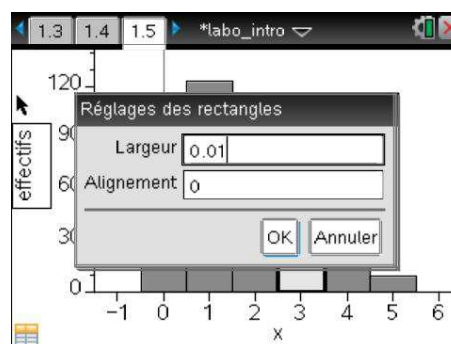 1.3 1.4 1.5 *labo_intro
120
90
60
30
0
effectifs
Réglages des rectangles
Largeur 0.01
Alignement 0
OK Annuler
-1 0 1 2 3 4 5 6
x